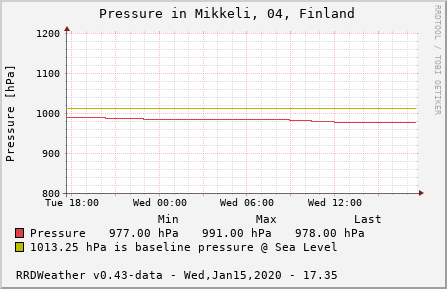 Pressure in Mikkeli, 04, Finland
RRDTOOL / TOBI OETIKER
Pressure [hPa]
1200
1100
1000
900
800
Tue 18:00 Wed 00:00 Wed 06:00 Wed 12:00
Min Max Last
Pressure 977.00 hPa 991.00 hPa 978.00 hPa
1013.25 hPa is baseline pressure @ Sea Level
RRDWeather v0.43-data - Wed,Jan15,2020 - 17.35